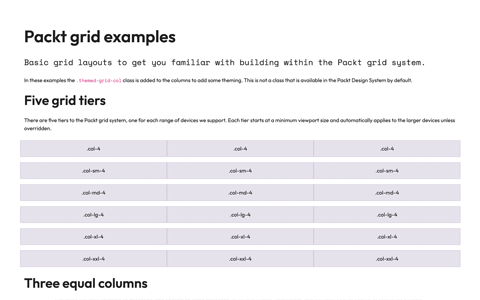 Packt grid examples
Basic grid layouts to get you familiar with building within the Packt grid system.
In these examples the .themed-grid-col class is added to the columns to add some theming. This is not a class that is available in the Packt Design System by default.
Five grid tiers
There are five tiers to the Packt grid system, one for each range of devices we support. Each tier starts at a minimum viewport size and automatically applies to the larger devices unless
overridden.
.col-4 .col-4 .col-4
.col-sm-4 .col-sm-4 .col-sm-4
.col-md-4 .col-md-4 .col-md-4
.col-lg-4 .col-lg-4 .col-lg-4
.col-xl-4 .col-xl-4 .col-xl-4
.col-xxl-4 .col-xxl-4 .col-xxl-4
Three equal columns